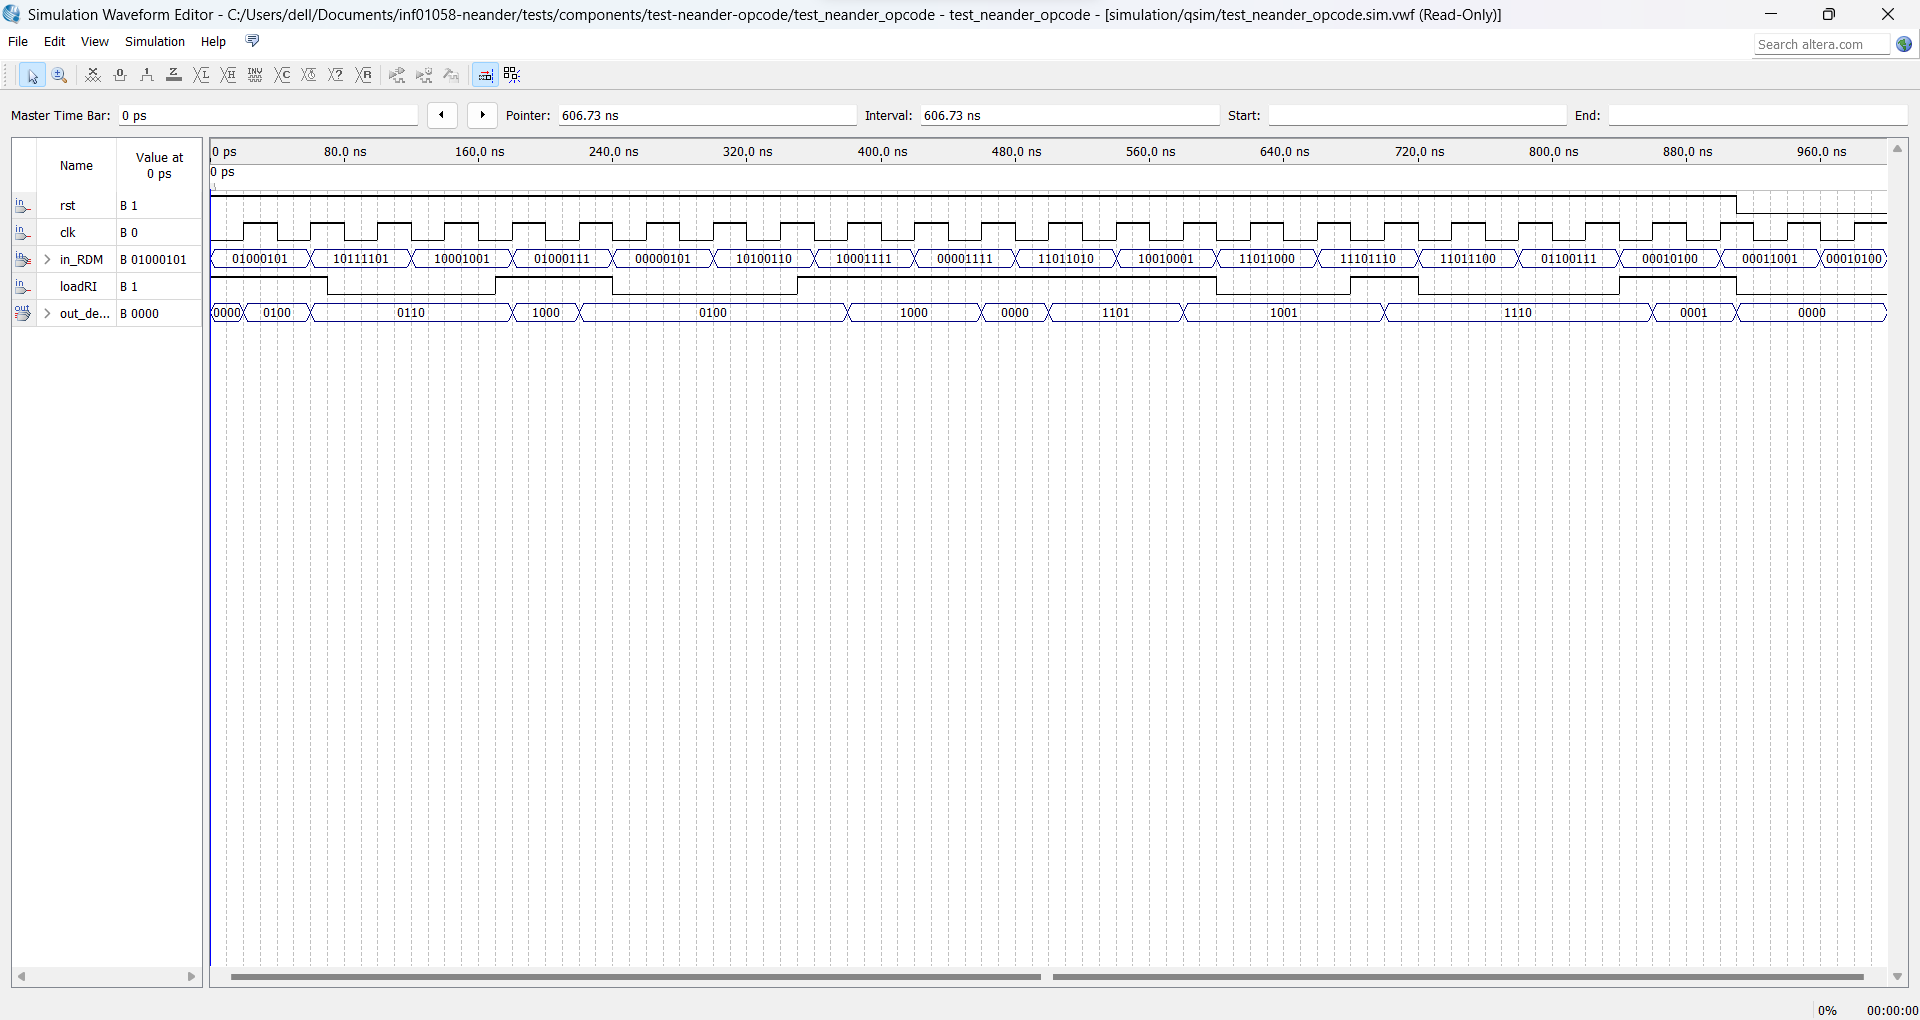 Simulation Waveform Editor - C:/Users/dell/Documents/inf01058-neander/tests/components/test-neander-opcode/test_neander_opcode - test_neander_opcode - [simulation/qsim/test_neander_opcode.sim.vwf (Read-Only)]
File Edit View Simulation Help
Search altera.com
Master Time Bar: 0 ps Pointer: 606.73 ns Interval: 606.73 ns Start: End:
Name Value at 0 ps
0 ps 80.0 ns 160.0 ns 240.0 ns 320.0 ns 400.0 ns 480.0 ns 560.0 ns 640.0 ns 720.0 ns 800.0 ns 880.0 ns 960.0 ns
0 ps
rst B 1
clk B 0
in_RDM B 01000101 01000101 10111101 10001001 01000111 00000101 10100110 10001111 00001111 11011010 10010001 11011000 11101110 11011100 01100111 00010100 00011001 00010100
loadRI B 1
out_de... B 0000 0000 0100 0110 1000 0100 1000 0000 1101 1001 1110 0001 0000
0% 00:00:00